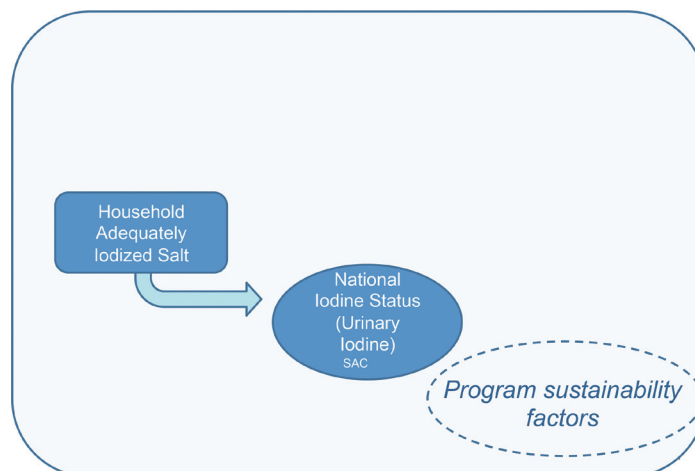 Household
Adequately
Iodized Salt
National
Iodine Status
(Urinary
Iodine)
SAC
Program sustainability
factors